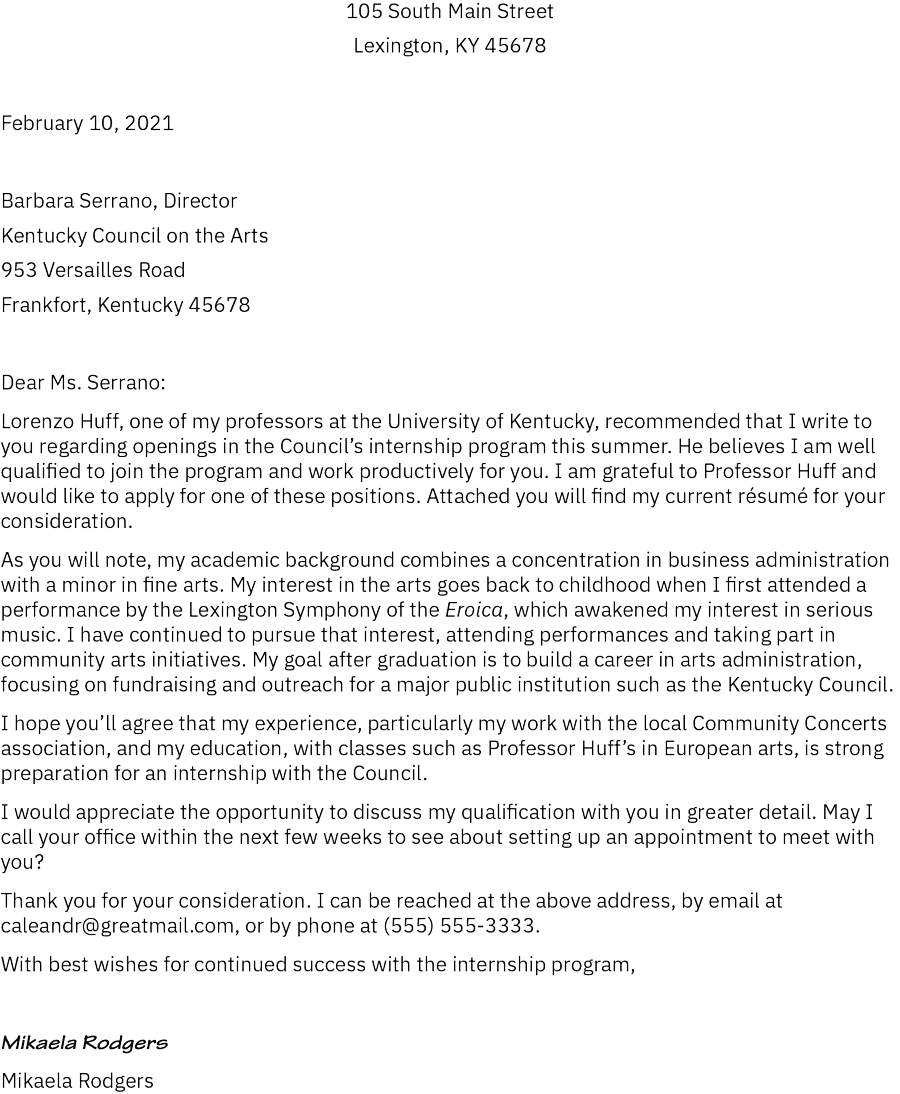 105 South Main Street
Lexington, KY 45678
February 10, 2021
Barbara Serrano, Director
Kentucky Council on the Arts
953 Versailles Road
Frankfort, Kentucky 45678
Dear Ms. Serrano:
Lorenzo Huff, one of my professors at the University of Kentucky, recommended that I write to
you regarding openings in the Council’s internship program this summer. He believes I am well
qualified to join the program and work productively for you. I am grateful to Professor Huff and
would like to apply for one of these positions. Attached you will find my current résumé for your
consideration.
As you will note, my academic background combines a concentration in business administration
with a minor in fine arts. My interest in the arts goes back to childhood when I first attended a
performance by the Lexington Symphony of the Eroica, which awakened my interest in serious
music. I have continued to pursue that interest, attending performances and taking part in
community arts initiatives. My goal after graduation is to build a career in arts administration,
focusing on fundraising and outreach for a major public institution such as the Kentucky Council.
I hope you’ll agree that my experience, particularly my work with the local Community Concerts
association, and my education, with classes such as Professor Huff’s in European arts, is strong
preparation for an internship with the Council.
I would appreciate the opportunity to discuss my qualification with you in greater detail. May I
call your office within the next few weeks to see about setting up an appointment to meet with
you?
Thank you for your consideration. I can be reached at the above address, by email at
caleandr@greatmail.com, or by phone at (555) 555-3333.
With best wishes for continued success with the internship program,
Mikaela Rodgers
Mikaela Rodgers